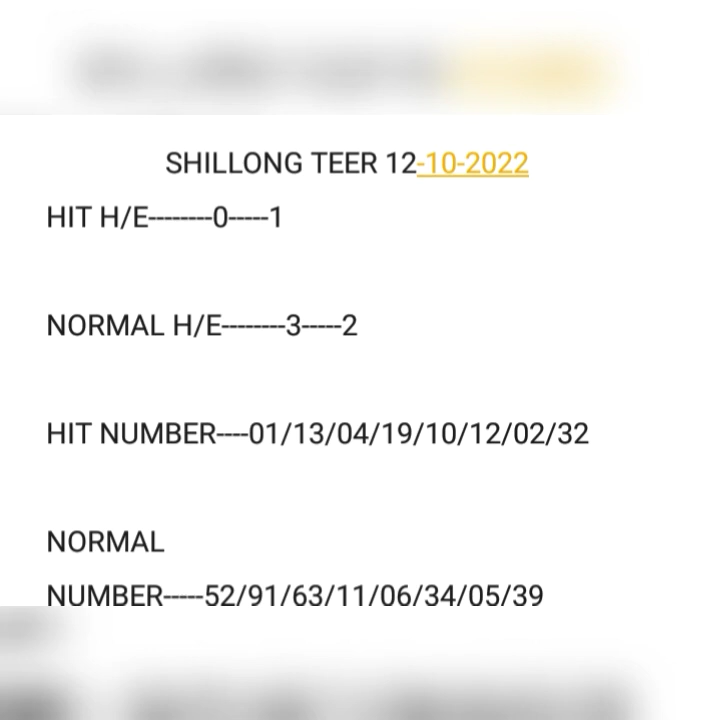 SHILLONG TEER 12-10-2022
HIT H/E--------0-----1
NORMAL H/E--------3-----2
HIT NUMBER----01/13/04/19/10/12/02/32
NORMAL
NUMBER-----52/91/63/11/06/34/05/39